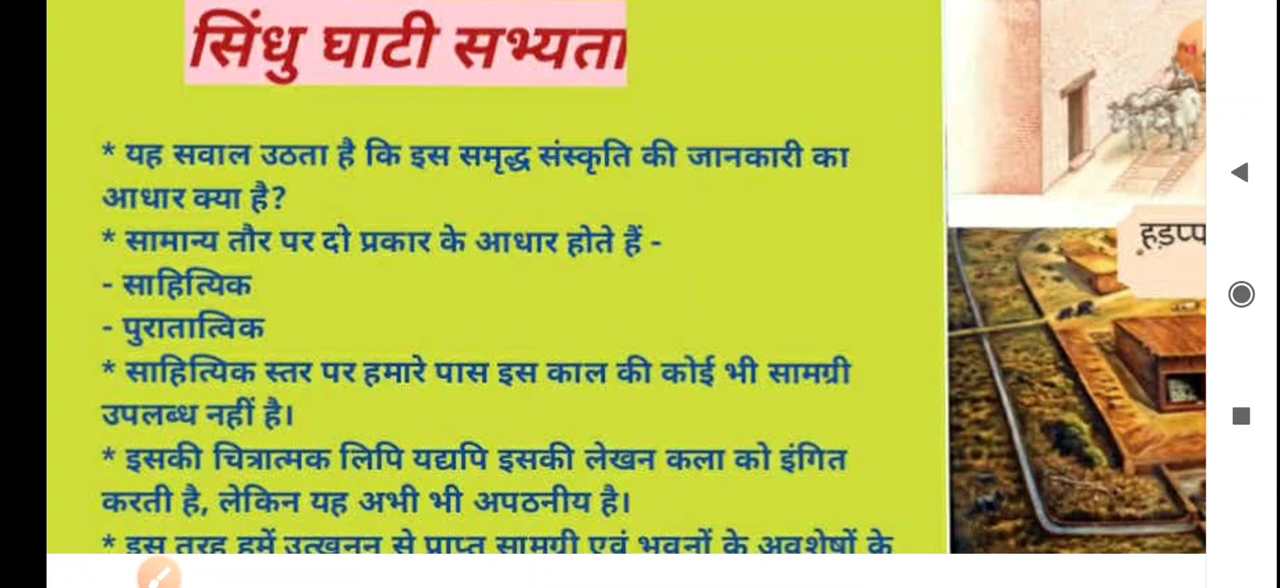 सिंधु घाटी सभ्यता
* यह सवाल उठता है कि इस समृद्ध संस्कृति की जानकारी का
आधार क्या है?
* सामान्य तौर पर दो प्रकार के आधार होते हैं -
- साहित्यिक
- पुरातात्विक
* साहित्यिक स्तर पर हमारे पास इस काल की कोई भी सामग्री
उपलब्ध नहीं है।
* इसकी चित्रात्मक लिपि यद्यपि इसकी लेखन कला को इंगित
करती है, लेकिन यह अभी भी अपठनीय है।
* इस तरह हमें उत्खनन से प्राप्त सामग्री एवं भवनों के अवशेषों के